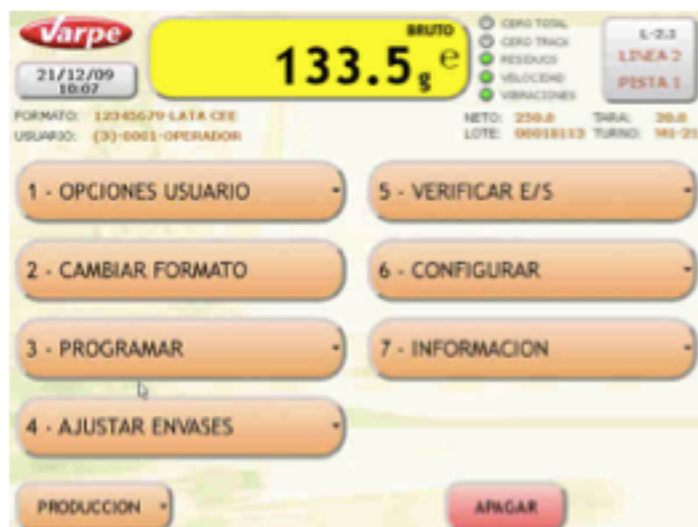 varpe
21/12/09
10:07
BRUTO
133.5 g e
CERO TOTAL
CERO TRACK
RESIDUOS
VELOCIDAD
VIBRACIONES
L-2.1
LINEA 2
PISTA 1
FORMATO: 12345679-LATA CEE
USUARIO: (3)-0001-OPERADOR
NETO: 250.0 TARA: 20.0
LOTE: 00018113 TURNO: M1-21
1 - OPCIONES USUARIO
5 - VERIFICAR E/S
2 - CAMBIAR FORMATO
6 - CONFIGURAR
3 - PROGRAMAR
7 - INFORMACION
4 - AJUSTAR ENVASES
PRODUCCION
APAGAR